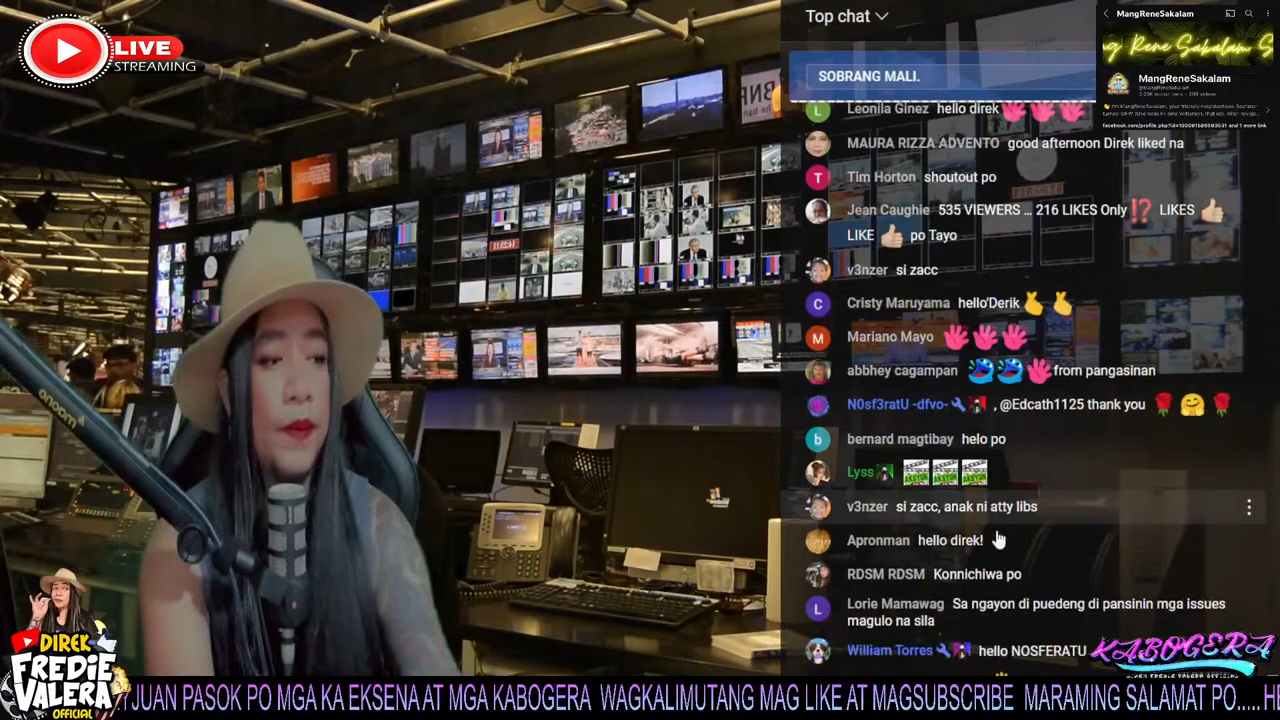 LIVE
STREAMING
Top chat
MangReneSakalam
ng Rene Sakalam S
MangReneSakalam
SOBRANG MALI.
Leonila Ginez hello direk
MAURA RIZZA ADVENTO good afternoon Direk liked na
Tim Horton shoutout po
Jean Caughie 535 VIEWERS ... 216 LIKES Only ⁉️ LIKES 👍🏻
LIKE 👍🏻 po Tayo
v3nzer si zacc
Cristy Maruyama hello'Derik
Mariano Mayo
abbhey cagampan from pangasinan
N0sf3ratU -dfvo- , @Edcath1125 thank you 🌹 🤗 🌹
bernard magtibay helo po
Lyss
v3nzer si zacc, anak ni atty libs
Apronman hello direk!
RDSM RDSM Konnichiwa po
Lorie Mamawag Sa ngayon di puedeng di pansinin mga issues
magulo na sila
William Torres hello NOSFERATU
maono
DIREK
FREDIE
VALERA
OFFICIAL
KABOGERA
JUAN PASOK PO MGA KA EKSENA AT MGA KABOGERA WAGKALIMUTANG MAG LIKE AT MAGSUBSCRIBE MARAMING SALAMAT PO.....